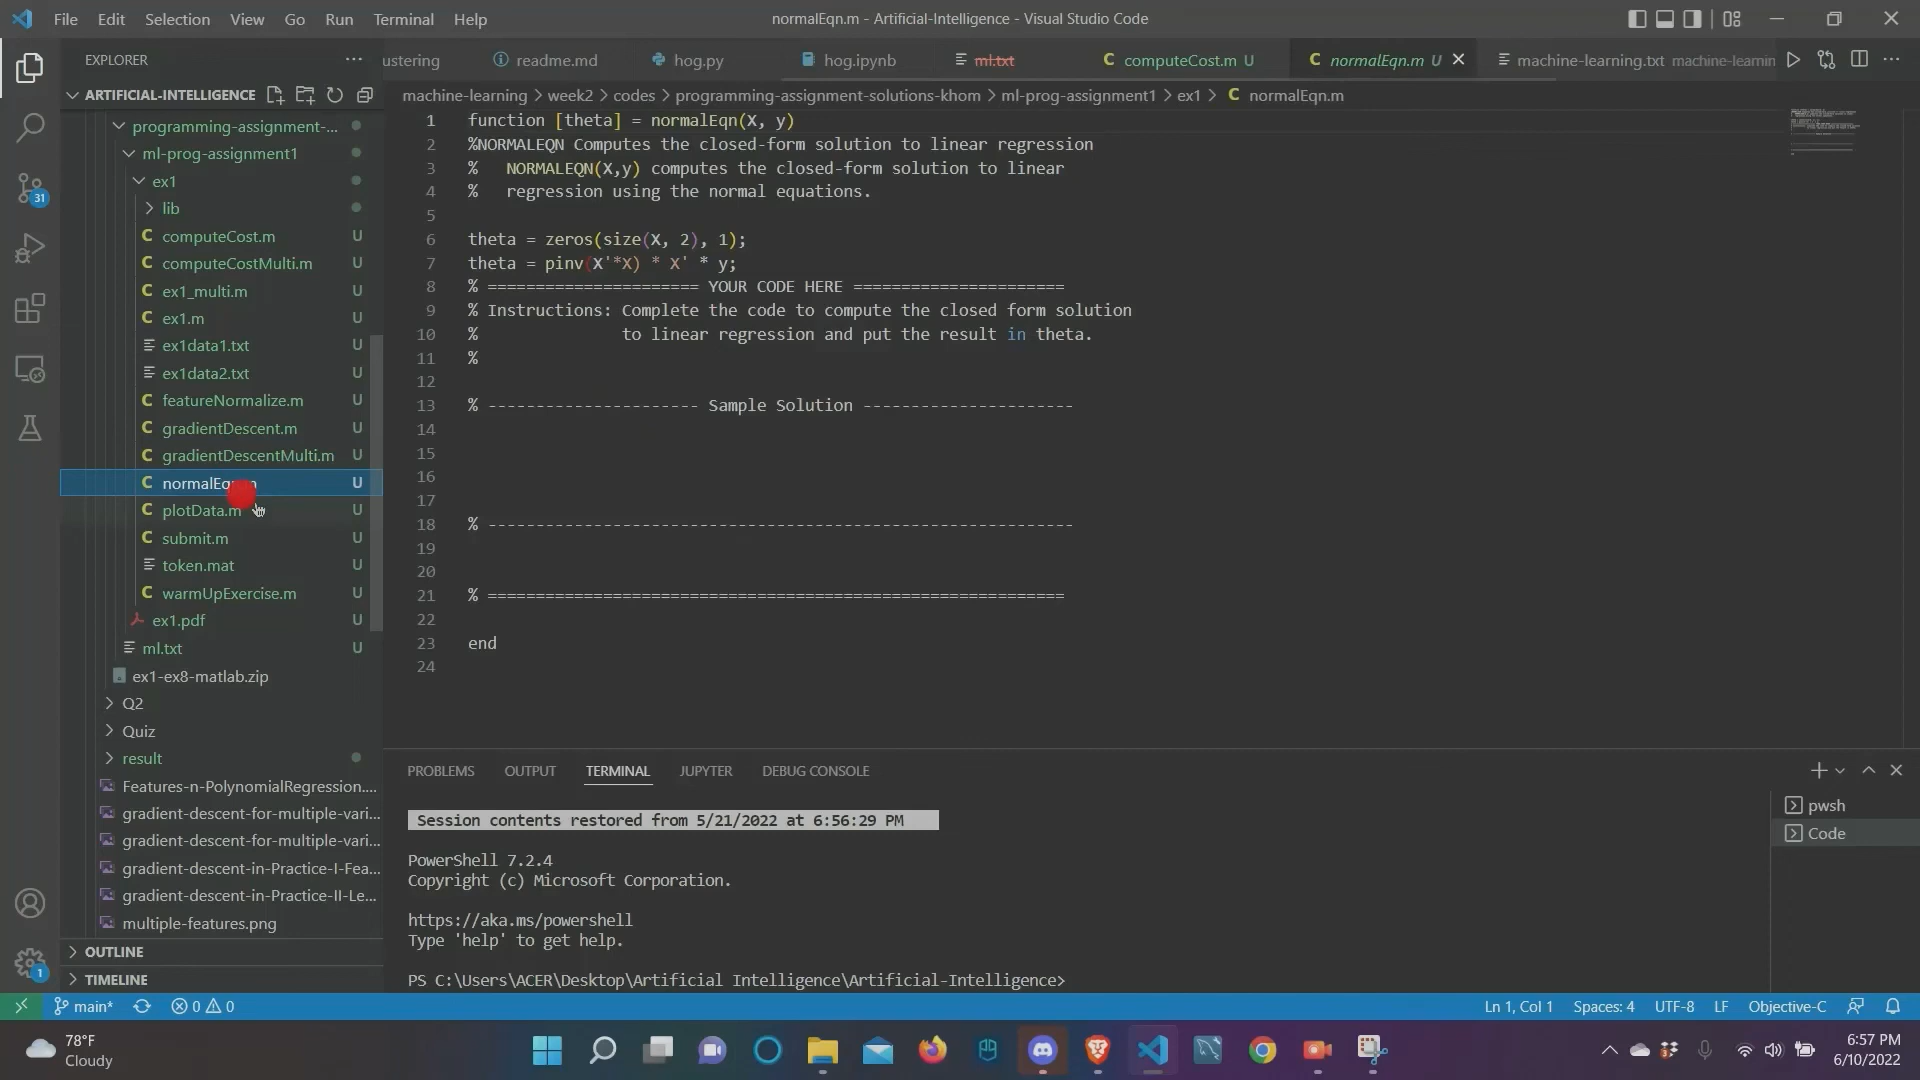 File Edit Selection View Go Run Terminal Help
normalEqn.m - Artificial-Intelligence - Visual Studio Code
EXPLORER
ustering
readme.md
hog.py
hog.ipynb
ml.txt
computeCost.m U
normalEqn.m U
machine-learning.txt machine-learnin
ARTIFICIAL-INTELLIGENCE
machine-learning > week2 > codes > programming-assignment-solutions-khom > ml-prog-assignment1 > ex1 > C normalEqn.m
programming-assignment-...
ml-prog-assignment1
ex1
lib
C computeCost.m U
C computeCostMulti.m U
C ex1_multi.m U
C ex1.m U
ex1data1.txt U
ex1data2.txt U
C featureNormalize.m U
C gradientDescent.m U
C gradientDescentMulti.m U
C U
C plotData.m U
C submit.m U
token.mat U
C warmUpExercise.m U
ex1.pdf U
ml.txt U
ex1-ex8-matlab.zip
Q2
Quiz
result
Features-n-PolynomialRegression....
gradient-descent-for-multiple-vari...
gradient-descent-for-multiple-vari...
gradient-descent-in-Practice-I-Fea...
gradient-descent-in-Practice-II-Le...
multiple-features.png
OUTLINE
TIMELINE
31
1
1 function [theta] = normalEqn(X, y)
2 %NORMALEQN Computes the closed-form solution to linear regression
3 %   NORMALEQN(X,y) computes the closed-form solution to linear
4 %   regression using the normal equations.
5
6 theta = zeros(size(X, 2), 1);
7 theta = pinv(X'*X) * X' * y;
8 % ====================== YOUR CODE HERE ======================
9 % Instructions: Complete the code to compute the closed form solution
10 %               to linear regression and put the result in theta.
11 %
12
13 % ---------------------- Sample Solution ----------------------
14
15
16
17
18 % -------------------------------------------------------------
19
20
21 % ============================================================
22
23 end
24
PROBLEMS OUTPUT TERMINAL JUPYTER DEBUG CONSOLE
Session contents restored from 5/21/2022 at 6:56:29 PM
PowerShell 7.2.4
Copyright (c) Microsoft Corporation.
https://aka.ms/powershell
Type 'help' to get help.
PS C:\Users\ACER\Desktop\Artificial Intelligence\Artificial-Intelligence>
pwsh
Code
main* 0 0
Ln 1, Col 1 Spaces: 4 UTF-8 LF Objective-C
78°F
Cloudy
6:57 PM
6/10/2022